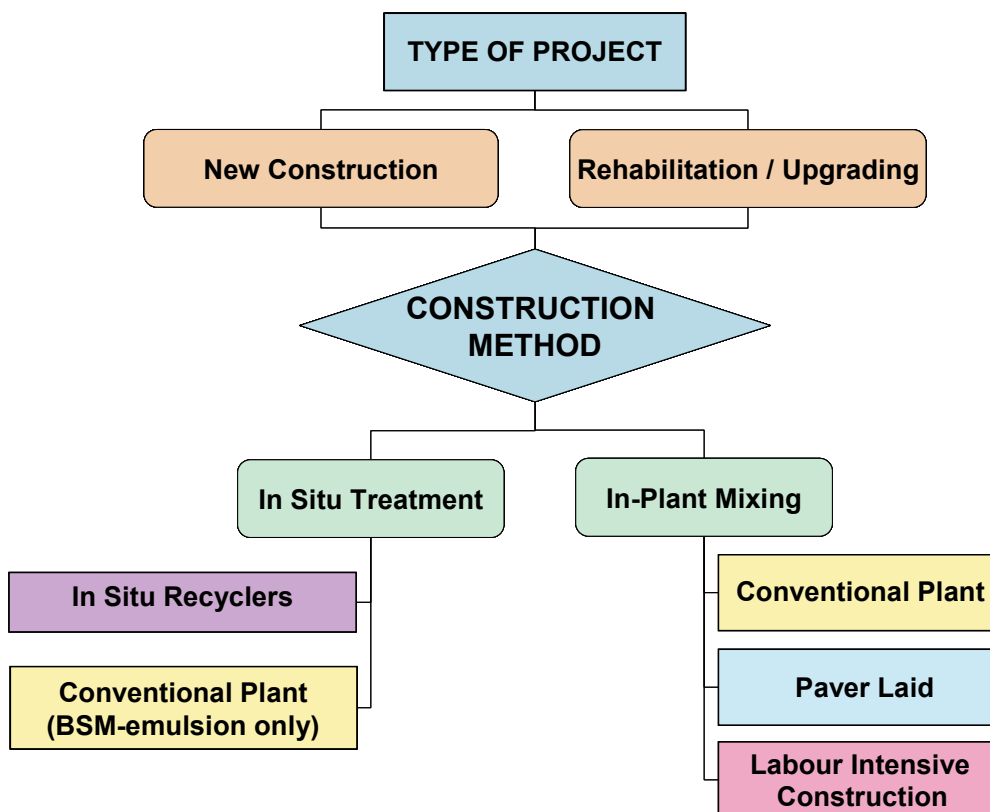 TYPE OF PROJECT
New Construction
Rehabilitation / Upgrading
CONSTRUCTION
METHOD
In Situ Treatment
In-Plant Mixing
In Situ Recyclers
Conventional Plant
(BSM-emulsion only)
Conventional Plant
Paver Laid
Labour Intensive
Construction